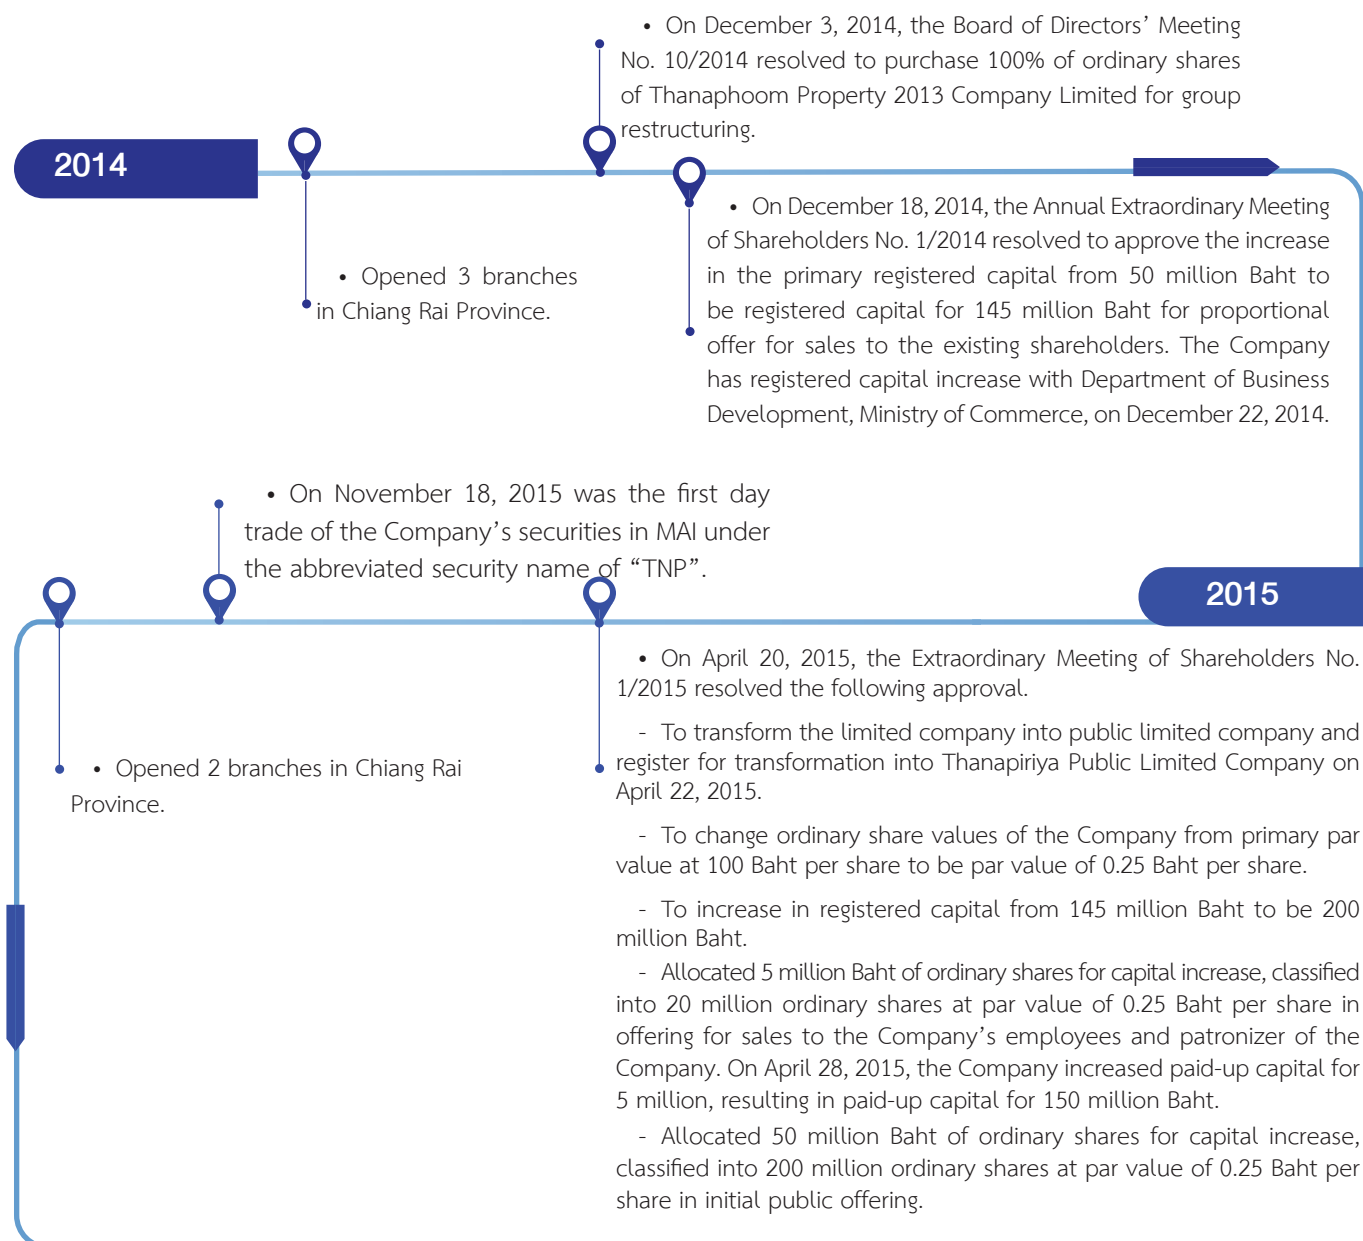 • On December 3, 2014, the Board of Directors’ Meeting
No. 10/2014 resolved to purchase 100% of ordinary shares
of Thanaphoom Property 2013 Company Limited for group
restructuring.
2014
• Opened 3 branches
in Chiang Rai Province.
• On December 18, 2014, the Annual Extraordinary Meeting
of Shareholders No. 1/2014 resolved to approve the increase
in the primary registered capital from 50 million Baht to
be registered capital for 145 million Baht for proportional
offer for sales to the existing shareholders. The Company
has registered capital increase with Department of Business
Development, Ministry of Commerce, on December 22, 2014.
• On November 18, 2015 was the first day
trade of the Company’s securities in MAI under
the abbreviated security name of “TNP”.
2015
• On April 20, 2015, the Extraordinary Meeting of Shareholders No.
1/2015 resolved the following approval.
- To transform the limited company into public limited company and
register for transformation into Thanapiriya Public Limited Company on
April 22, 2015.
- To change ordinary share values of the Company from primary par
value at 100 Baht per share to be par value of 0.25 Baht per share.
- To increase in registered capital from 145 million Baht to be 200
million Baht.
- Allocated 5 million Baht of ordinary shares for capital increase, classified
into 20 million ordinary shares at par value of 0.25 Baht per share in
offering for sales to the Company’s employees and patronizer of the
Company. On April 28, 2015, the Company increased paid-up capital for
5 million, resulting in paid-up capital for 150 million Baht.
- Allocated 50 million Baht of ordinary shares for capital increase,
classified into 200 million ordinary shares at par value of 0.25 Baht per
share in initial public offering.
• Opened 2 branches in Chiang Rai
Province.